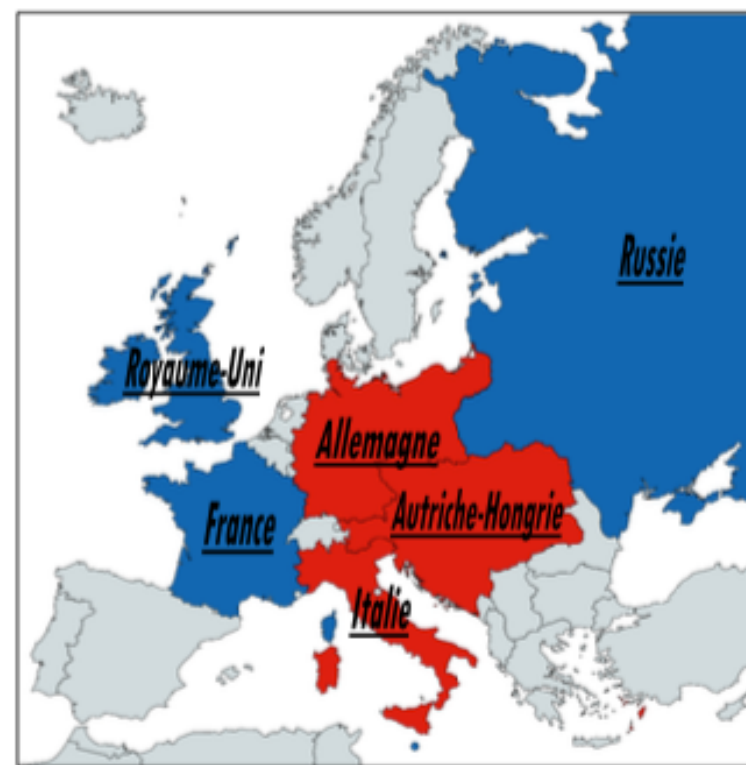 Russie
Royaume-Uni
Allemagne
Autriche-Hongrie
France
Italie